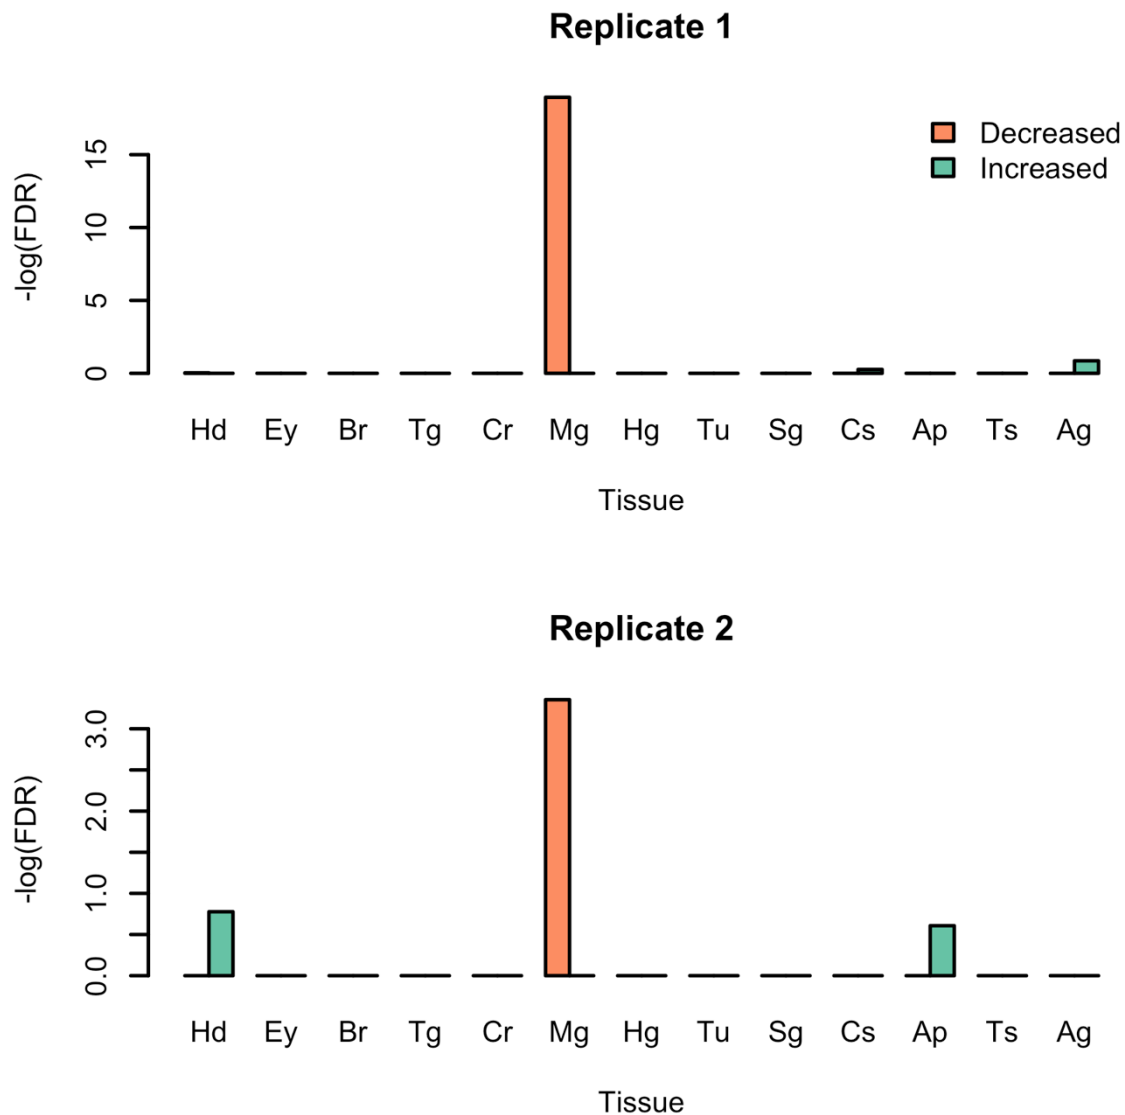 Replicate 1
Decreased
Increased
-log(FDR)
15
10
5
0
Hd Ey Br Tg Cr Mg Hg Tu Sg Cs Ap Ts Ag
Tissue
Replicate 2
-log(FDR)
3.0
2.0
1.0
0.0
Hd Ey Br Tg Cr Mg Hg Tu Sg Cs Ap Ts Ag
Tissue